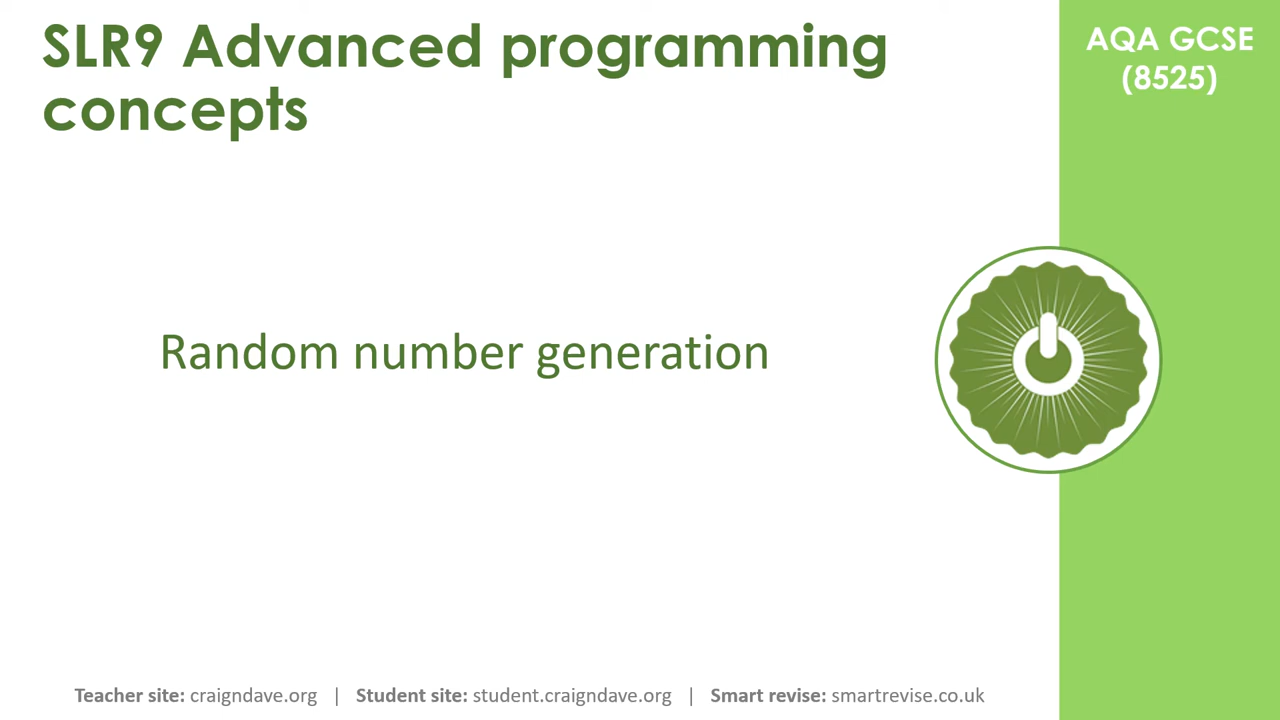 SLR9 Advanced programming
concepts
AQA GCSE
(8525)
Random number generation
Teacher site: craigndave.org | Student site: student.craigndave.org | Smart revise: smartrevise.co.uk